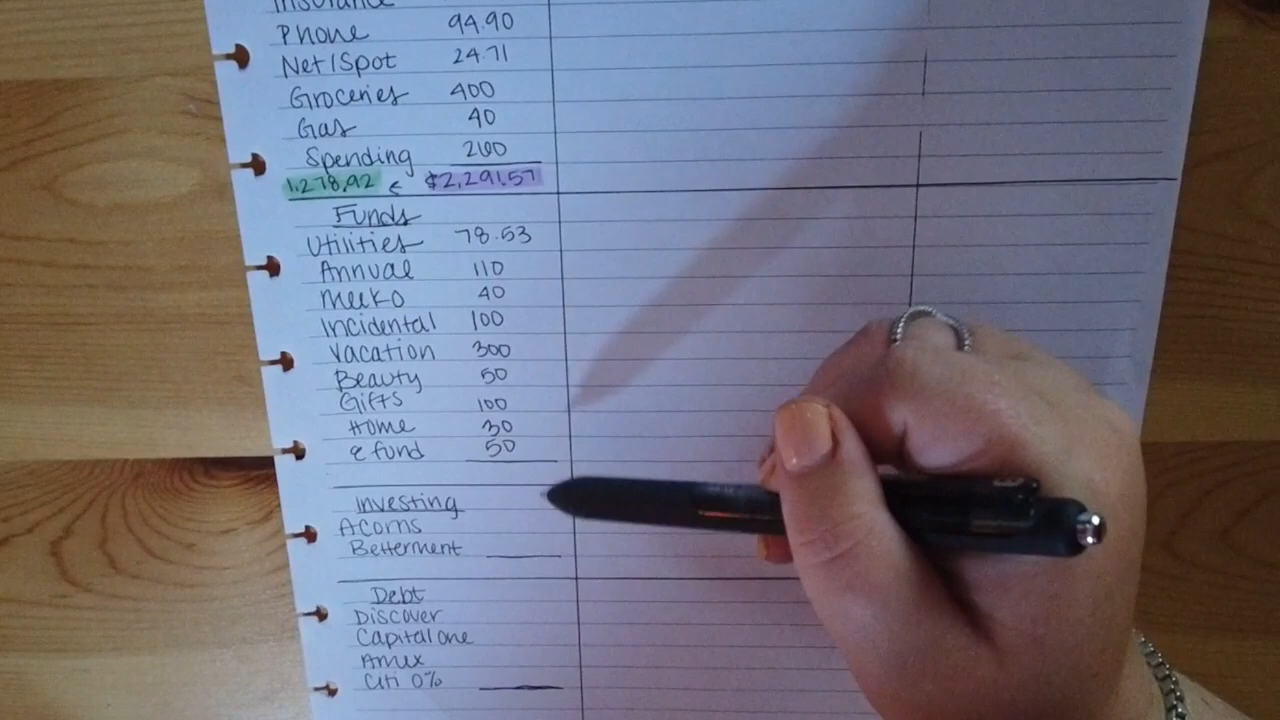 Insurance
Phone 94.90
Net/Spot 24.71
Groceries 400
Gas 40
Spending 200
1,278.92 < $2,291.57
Funds
Utilities 78.53
Annual 110
Meeko 40
Incidental 100
Vacation 300
Beauty 50
Gifts 100
Home 30
e fund 50
Investing
Acorns
Betterment
Debt
Discover
Capital one
Amex
Citi 0%